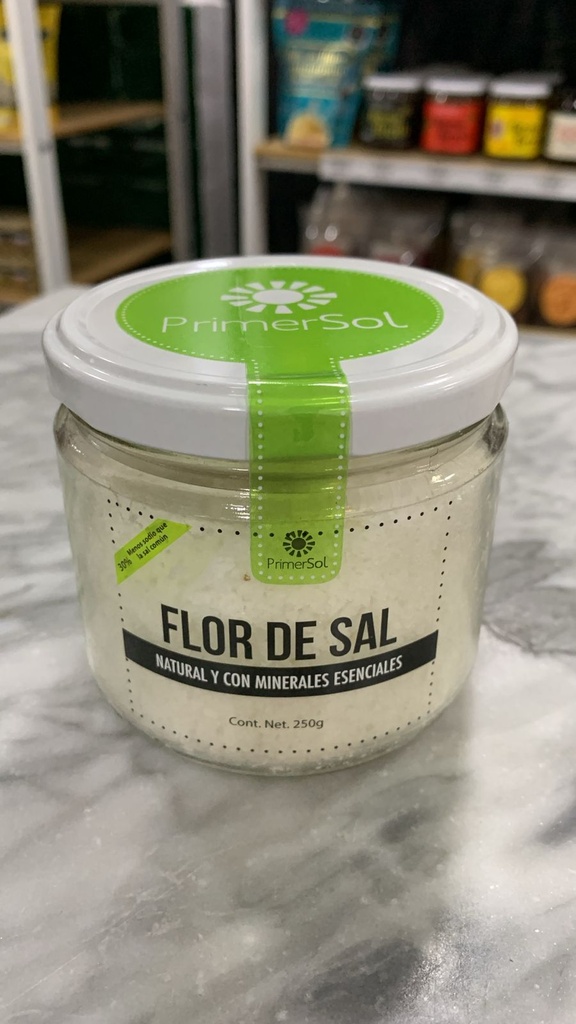 PrimerSol
30% Menos sodio que
la sal común
PrimerSol
FLOR DE SAL
NATURAL Y CON MINERALES ESENCIALES
Cont. Net. 250g